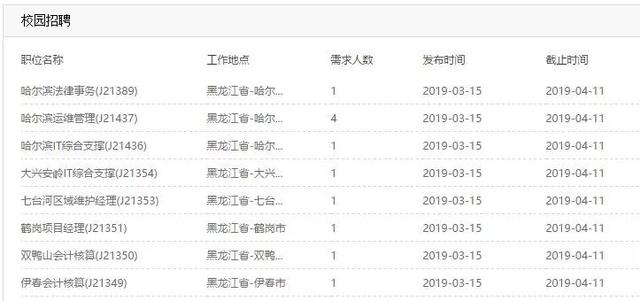 校园招聘
职位名称 工作地点 需求人数 发布时间 截止时间
哈尔滨法律事务(J21389) 黑龙江省-哈尔... 1 2019-03-15 2019-04-11
哈尔滨运维管理(J21437) 黑龙江省-哈尔... 4 2019-03-15 2019-04-11
哈尔滨IT综合支撑(J21436) 黑龙江省-哈尔... 1 2019-03-15 2019-04-11
大兴安岭IT综合支撑(J21354) 黑龙江省-大兴... 1 2019-03-15 2019-04-11
七台河区域维护经理(J21353) 黑龙江省-七台... 1 2019-03-15 2019-04-11
鹤岗项目经理(J21351) 黑龙江省-鹤岗市 1 2019-03-15 2019-04-11
双鸭山会计核算(J21350) 黑龙江省-双鸭... 1 2019-03-15 2019-04-11
伊春会计核算(J21349) 黑龙江省-伊春市 1 2019-03-15 2019-04-11